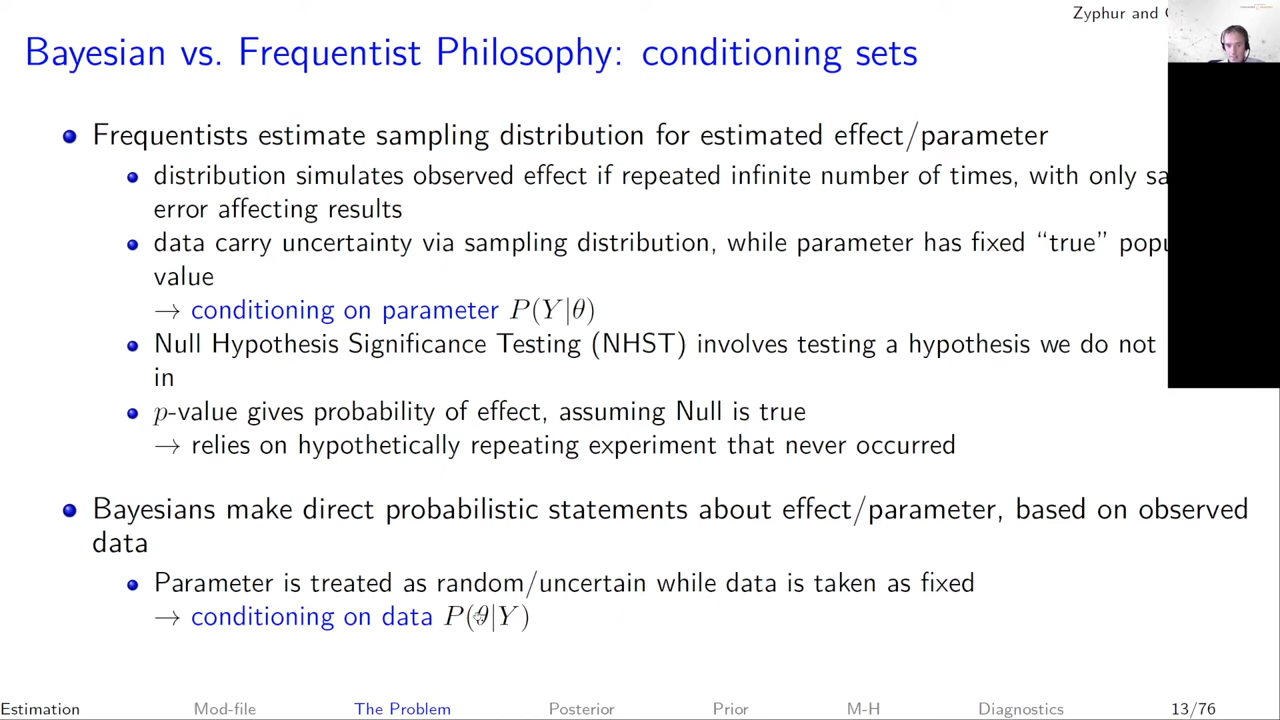 Zyphur and
Bayesian vs. Frequentist Philosophy: conditioning sets
Frequentists estimate sampling distribution for estimated effect/parameter
distribution simulates observed effect if repeated infinite number of times, with only
error affecting results
data carry uncertainty via sampling distribution, while parameter has fixed “true”
value
→ conditioning on parameter P(Y|θ)
Null Hypothesis Significance Testing (NHST) involves testing a hypothesis we do not
in
p-value gives probability of effect, assuming Null is true
→ relies on hypothetically repeating experiment that never occurred
Bayesians make direct probabilistic statements about effect/parameter, based on observed
data
Parameter is treated as random/uncertain while data is taken as fixed
→ conditioning on data P(θ|Y)
Estimation Mod-file The Problem Posterior Prior M-H Diagnostics 13/76